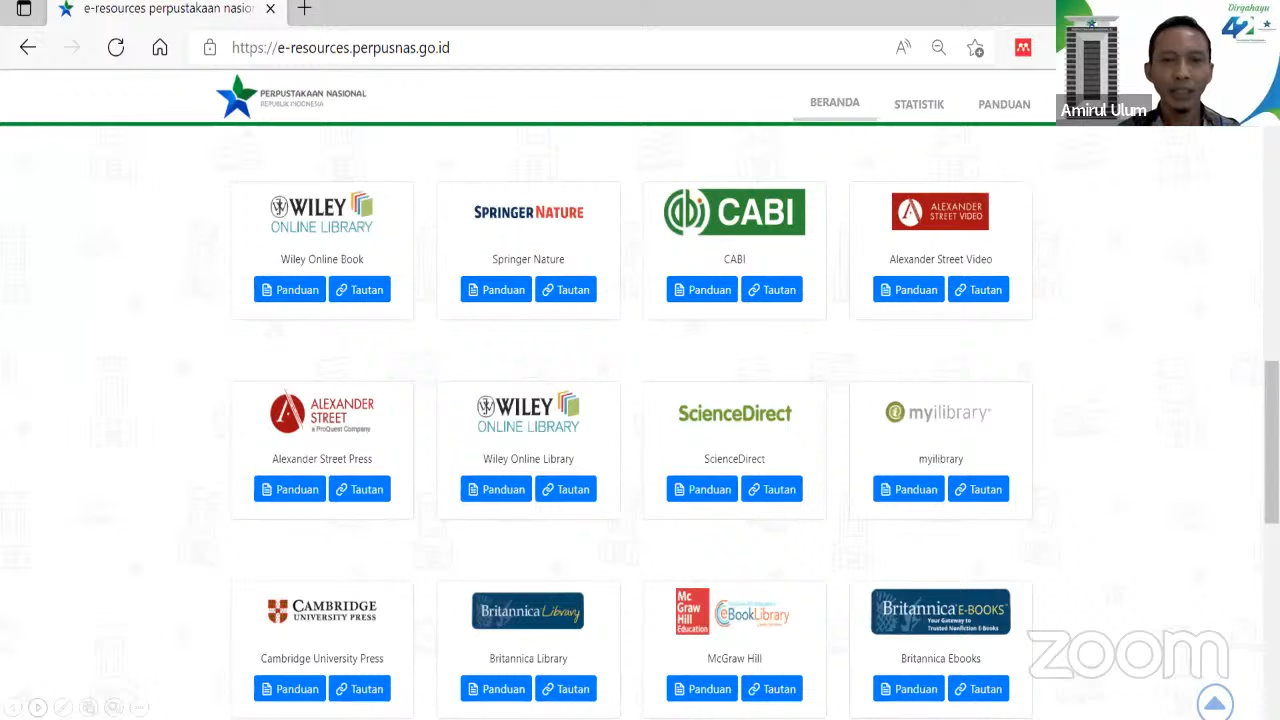 e-resources perpustakaan nasion
https://e-resources.perpusnas.go.id
Dirgahayu
42
Amirul Ulum
PERPUSTAKAAN NASIONAL
REPUBLIK INDONESIA
BERANDA
STATISTIK
PANDUAN
WILEY
ONLINE LIBRARY
SPRINGER NATURE
CABI
ALEXANDER
STREET VIDEO
Wiley Online Book
Springer Nature
CABI
Alexander Street Video
Panduan Tautan
Panduan Tautan
Panduan Tautan
Panduan Tautan
ALEXANDER
STREET
a ProQuest Company
WILEY
ONLINE LIBRARY
ScienceDirect
myilibrary
Alexander Street Press
Wiley Online Library
ScienceDirect
myilibrary
Panduan Tautan
Panduan Tautan
Panduan Tautan
Panduan Tautan
CAMBRIDGE
UNIVERSITY PRESS
Britannica Library
Mc
Graw
Hill
Education
eBookLibrary
Britannica E-BOOKS
Your Gateway to
Trusted Nonfiction E-Books
Cambridge University Press
Britannica Library
McGraw Hill
Britannica Ebooks
Panduan Tautan
Panduan Tautan
Panduan Tautan
Panduan Tautan
zoom